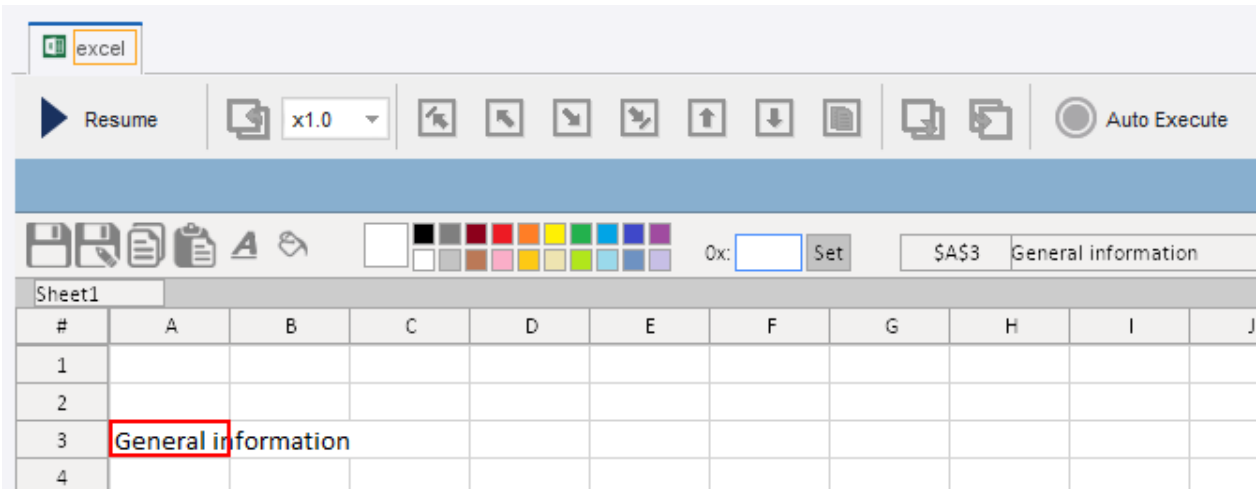 excel
Resume x1.0 Auto Execute
0x: Set $A$3 General information
Sheet1
# A B C D E F G H I J
1
2
3 General information
4